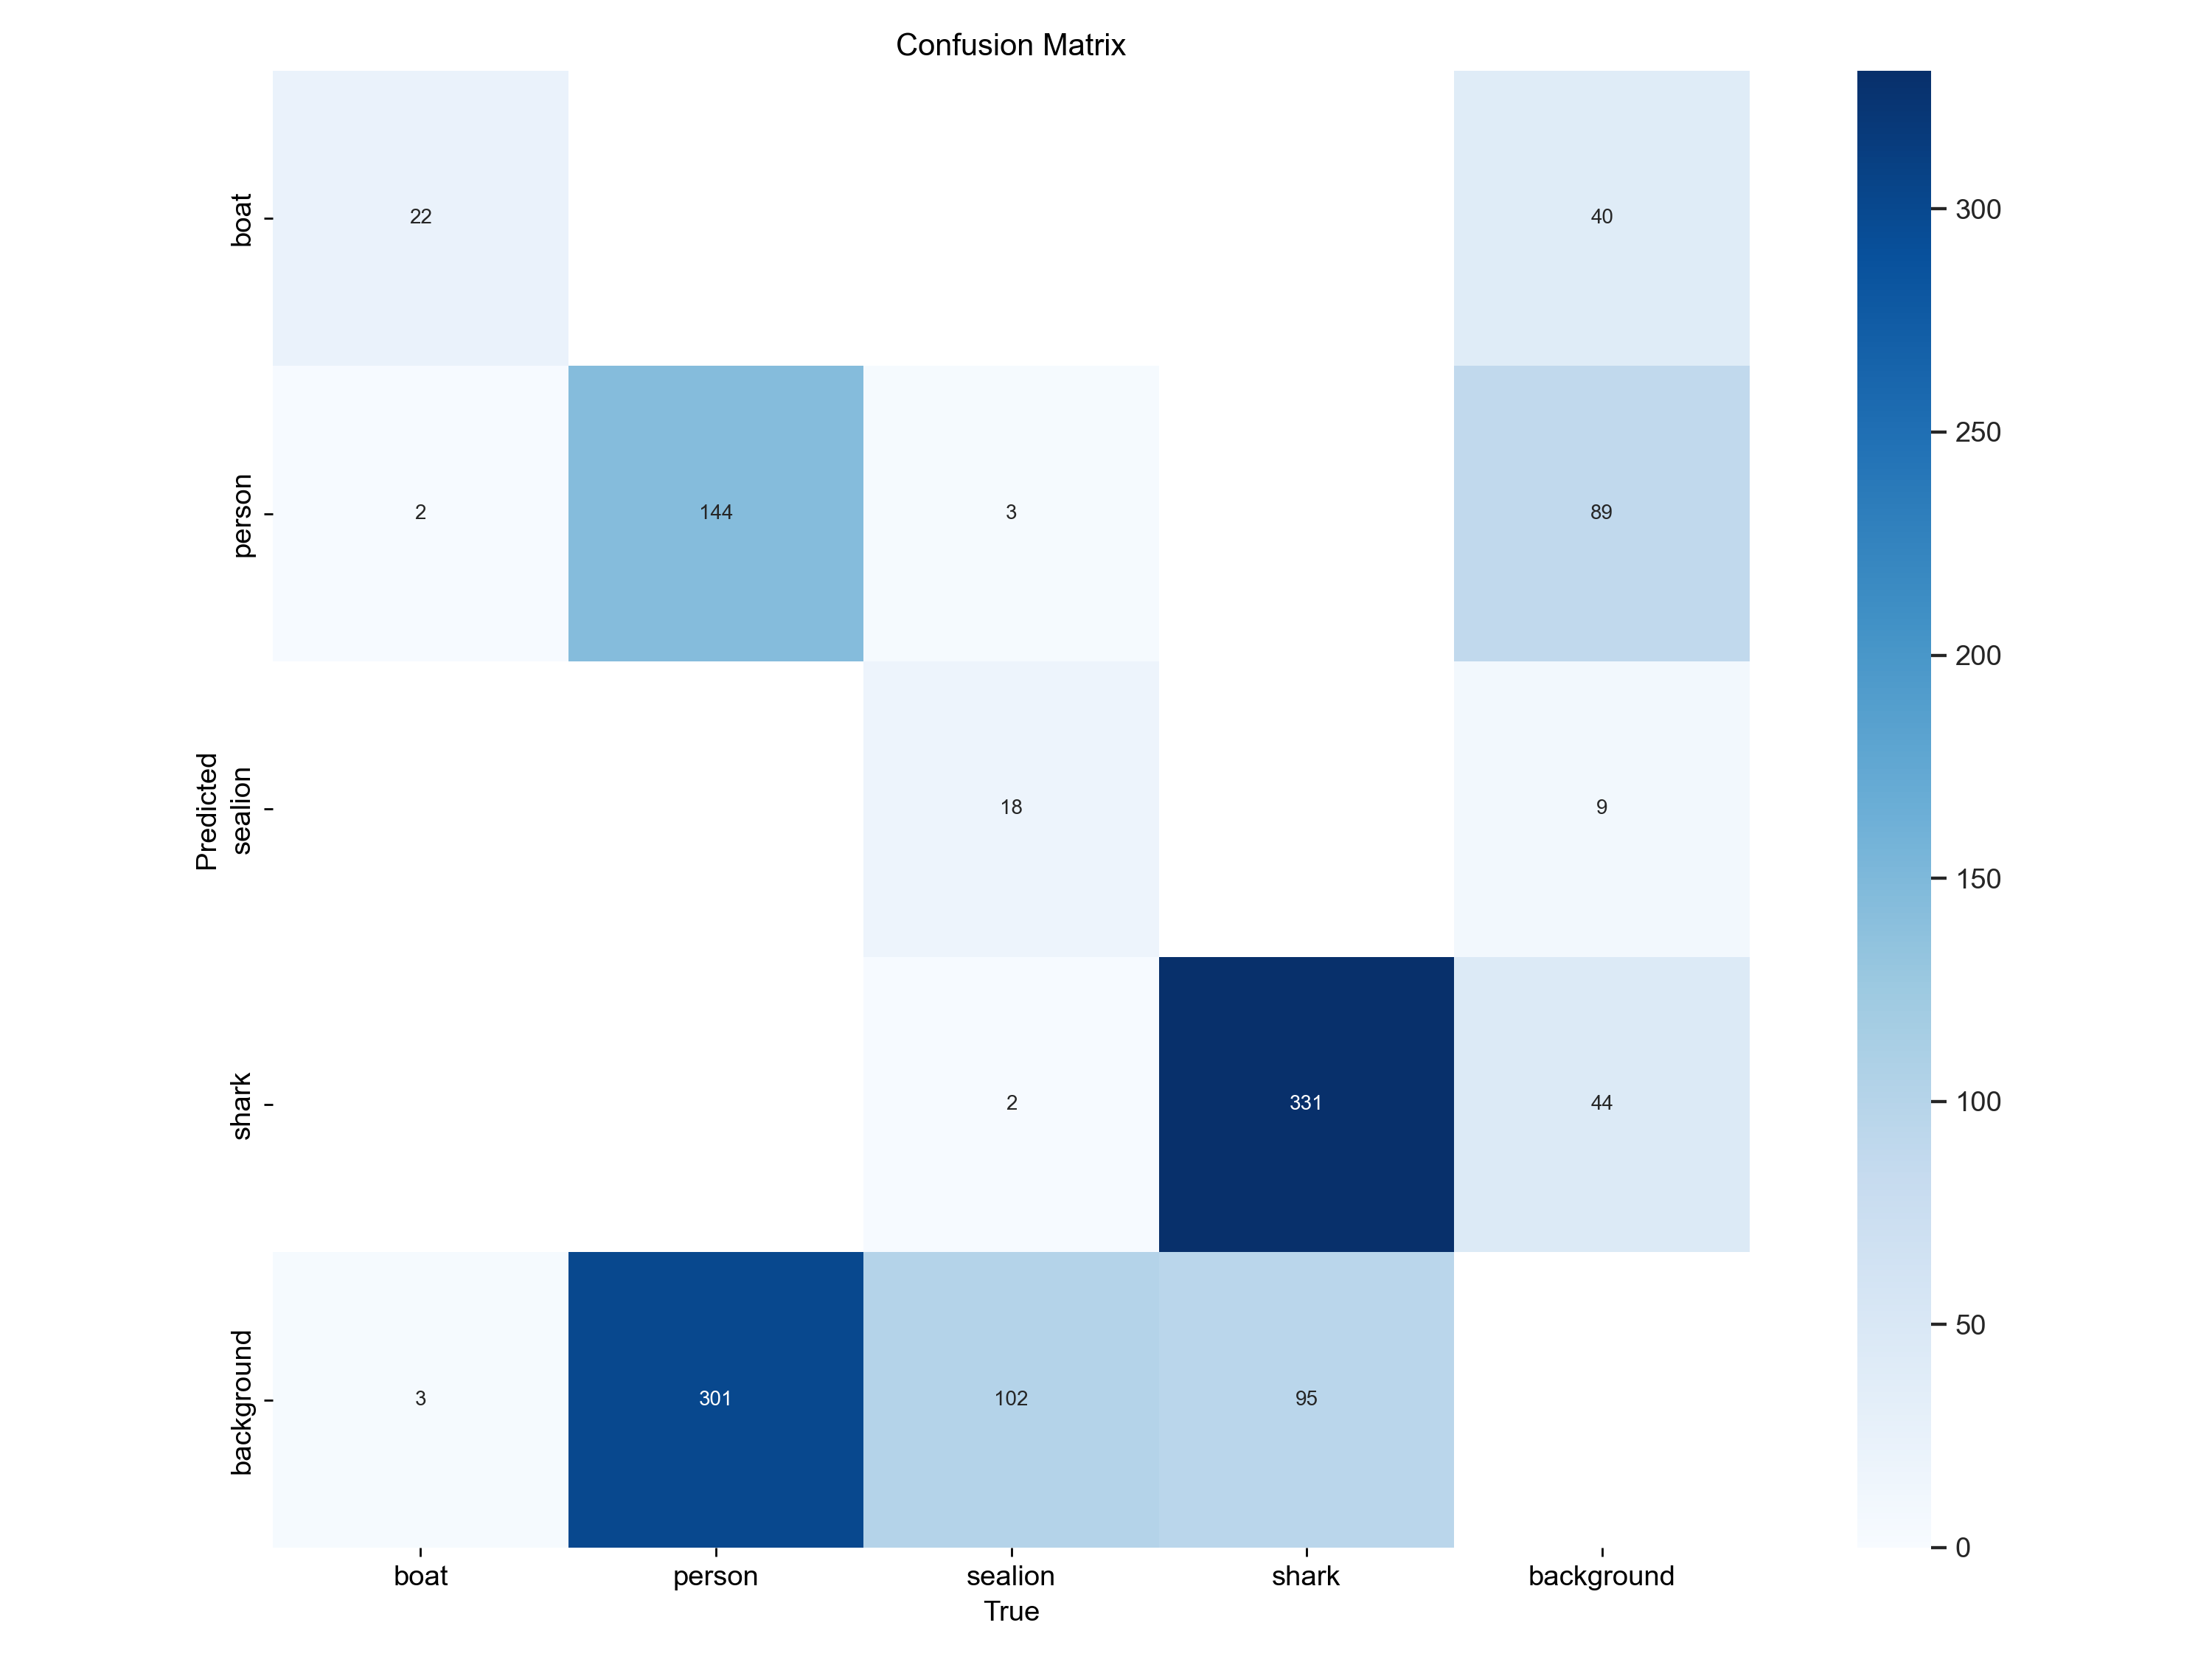 Confusion Matrix
boat
22
40
300
250
person
2
144
3
89
200
Predicted
sealion
18
9
150
shark
2
331
44
100
50
background
3
301
102
95
0
boat
person
sealion
shark
background
True